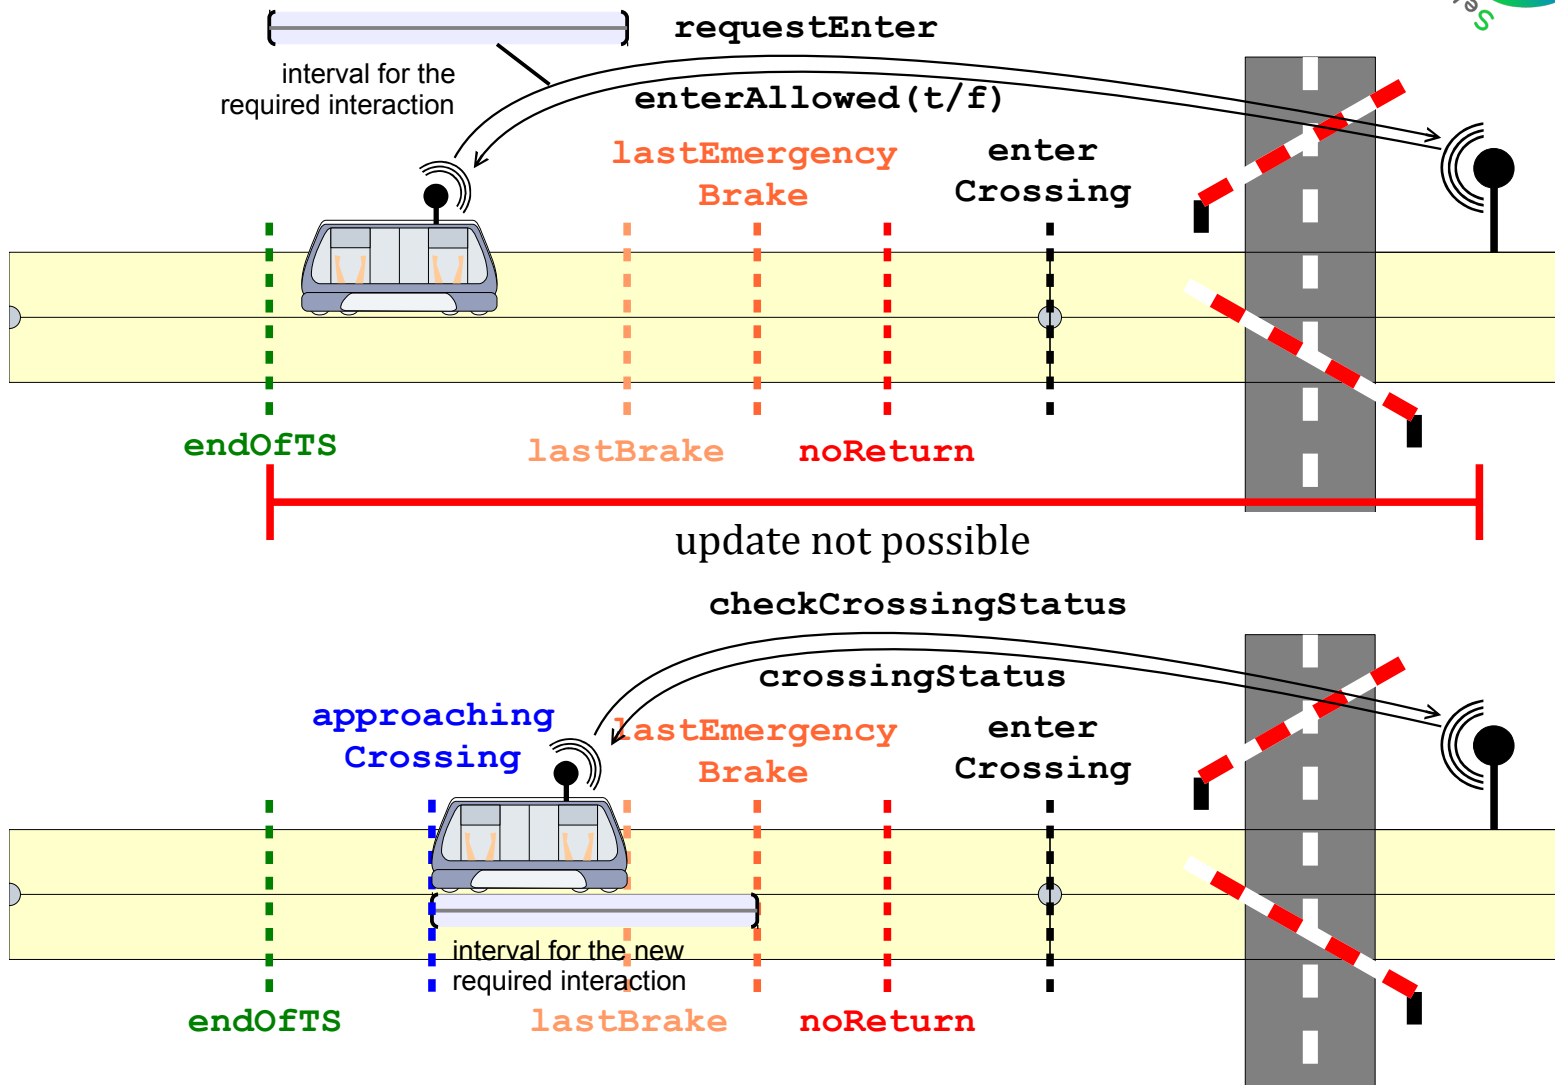 requestEnter
interval for the
required interaction
enterAllowed(t/f)
lastEmergency
Brake
enter
Crossing
endOfTS
lastBrake
noReturn
update not possible
checkCrossingStatus
crossingStatus
approaching
Crossing
lastEmergency
Brake
enter
Crossing
interval for the new
required interaction
endOfTS
lastBrake
noReturn